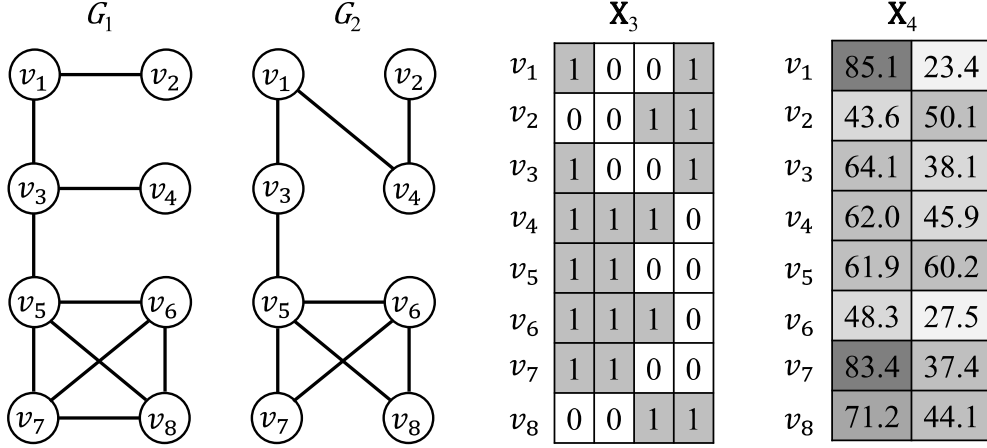 G₁ G₂ X₃ X₄
v₁ v₂ v₁ v₂ v₁ 1 0 0 1 v₁ 85.1 23.4
v₂ 0 0 1 1 v₂ 43.6 50.1
v₃ v₄ v₃ v₄ v₃ 1 0 0 1 v₃ 64.1 38.1
v₄ 1 1 1 0 v₄ 62.0 45.9
v₅ v₆ v₅ v₆ v₅ 1 1 0 0 v₅ 61.9 60.2
v₆ 1 1 1 0 v₆ 48.3 27.5
v₇ v₈ v₇ v₈ v₇ 1 1 0 0 v₇ 83.4 37.4
v₈ 0 0 1 1 v₈ 71.2 44.1